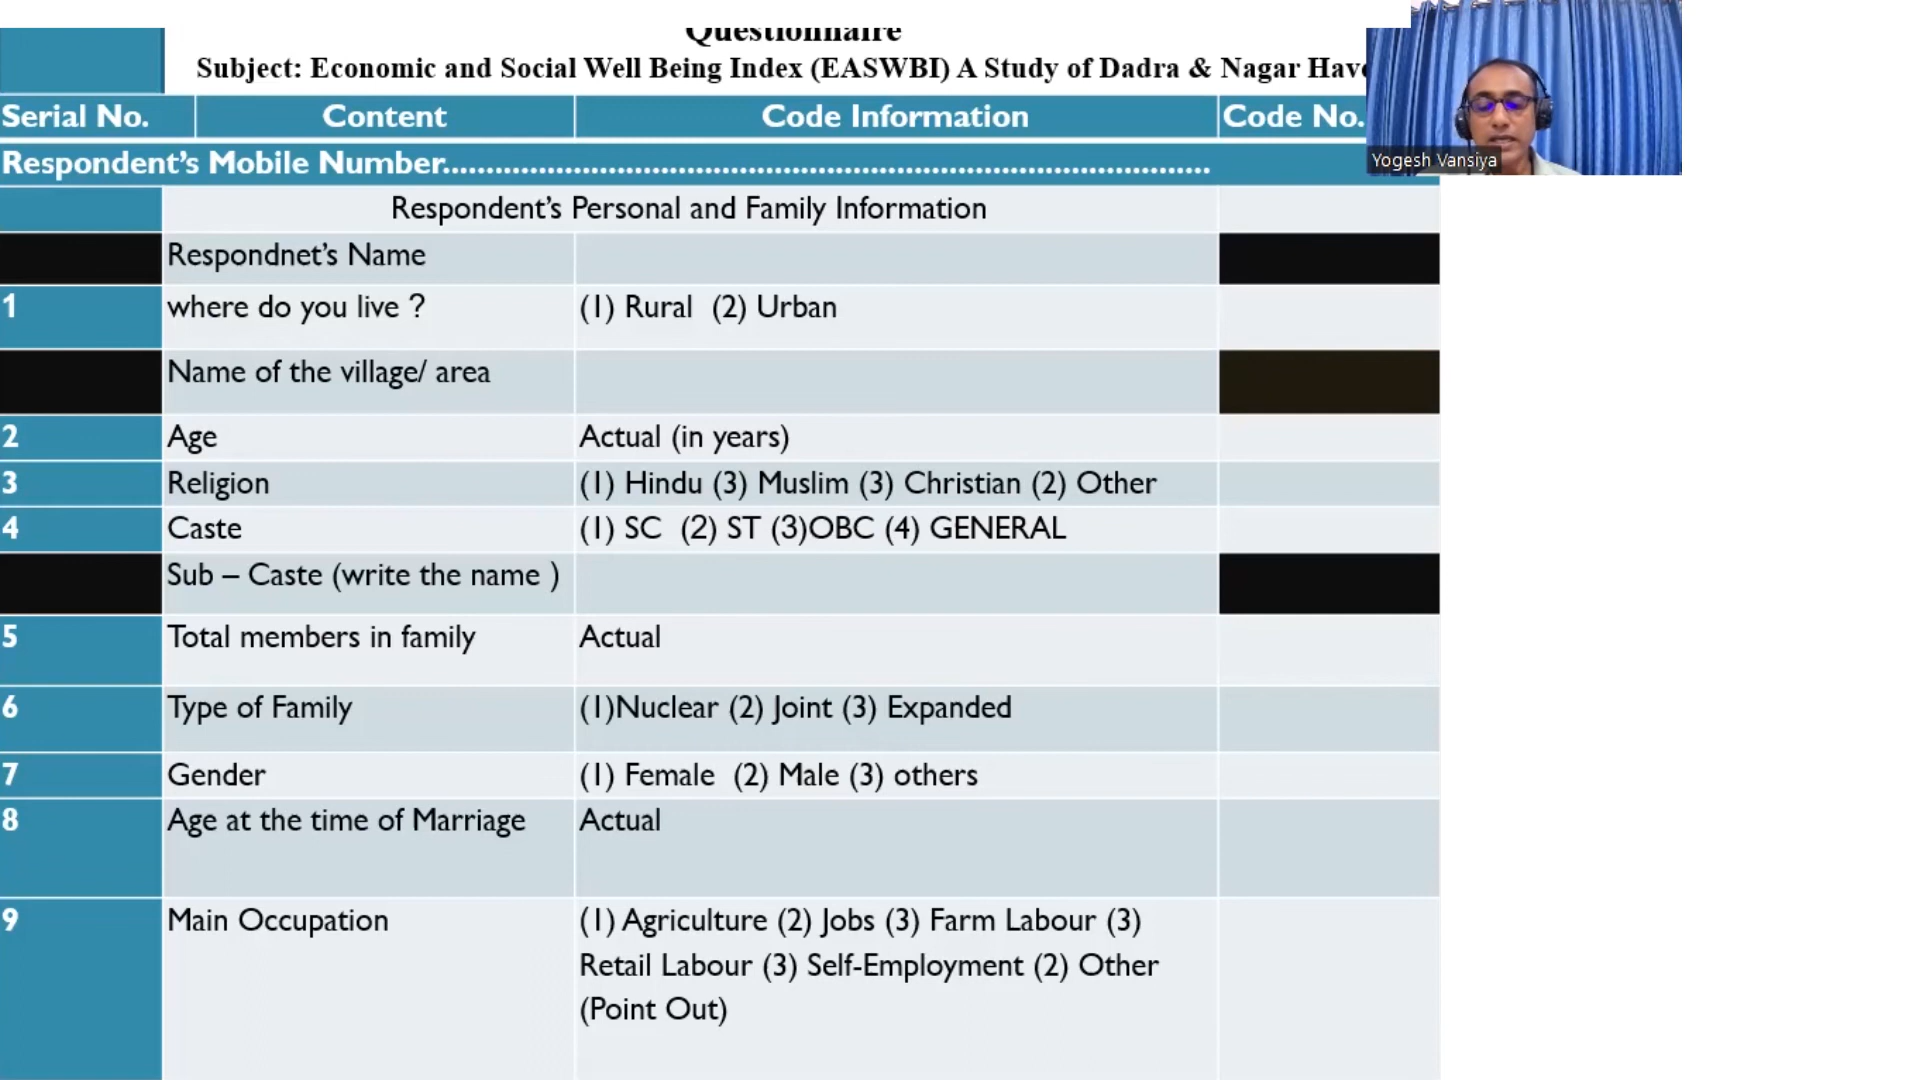 Questionnaire
Subject: Economic and Social Well Being Index (EASWBI) A Study of Dadra & Nagar
Serial No. Content Code Information Code No.
Respondent's Mobile Number.........................................................................................
Respondent's Personal and Family Information
Respondnet's Name
1 where do you live ? (1) Rural (2) Urban
Name of the village/ area
2 Age Actual (in years)
3 Religion (1) Hindu (3) Muslim (3) Christian (2) Other
4 Caste (1) SC (2) ST (3)OBC (4) GENERAL
Sub – Caste (write the name )
5 Total members in family Actual
6 Type of Family (1)Nuclear (2) Joint (3) Expanded
7 Gender (1) Female (2) Male (3) others
8 Age at the time of Marriage Actual
9 Main Occupation (1) Agriculture (2) Jobs (3) Farm Labour (3)
Retail Labour (3) Self-Employment (2) Other
(Point Out)
Yogesh Vansiya